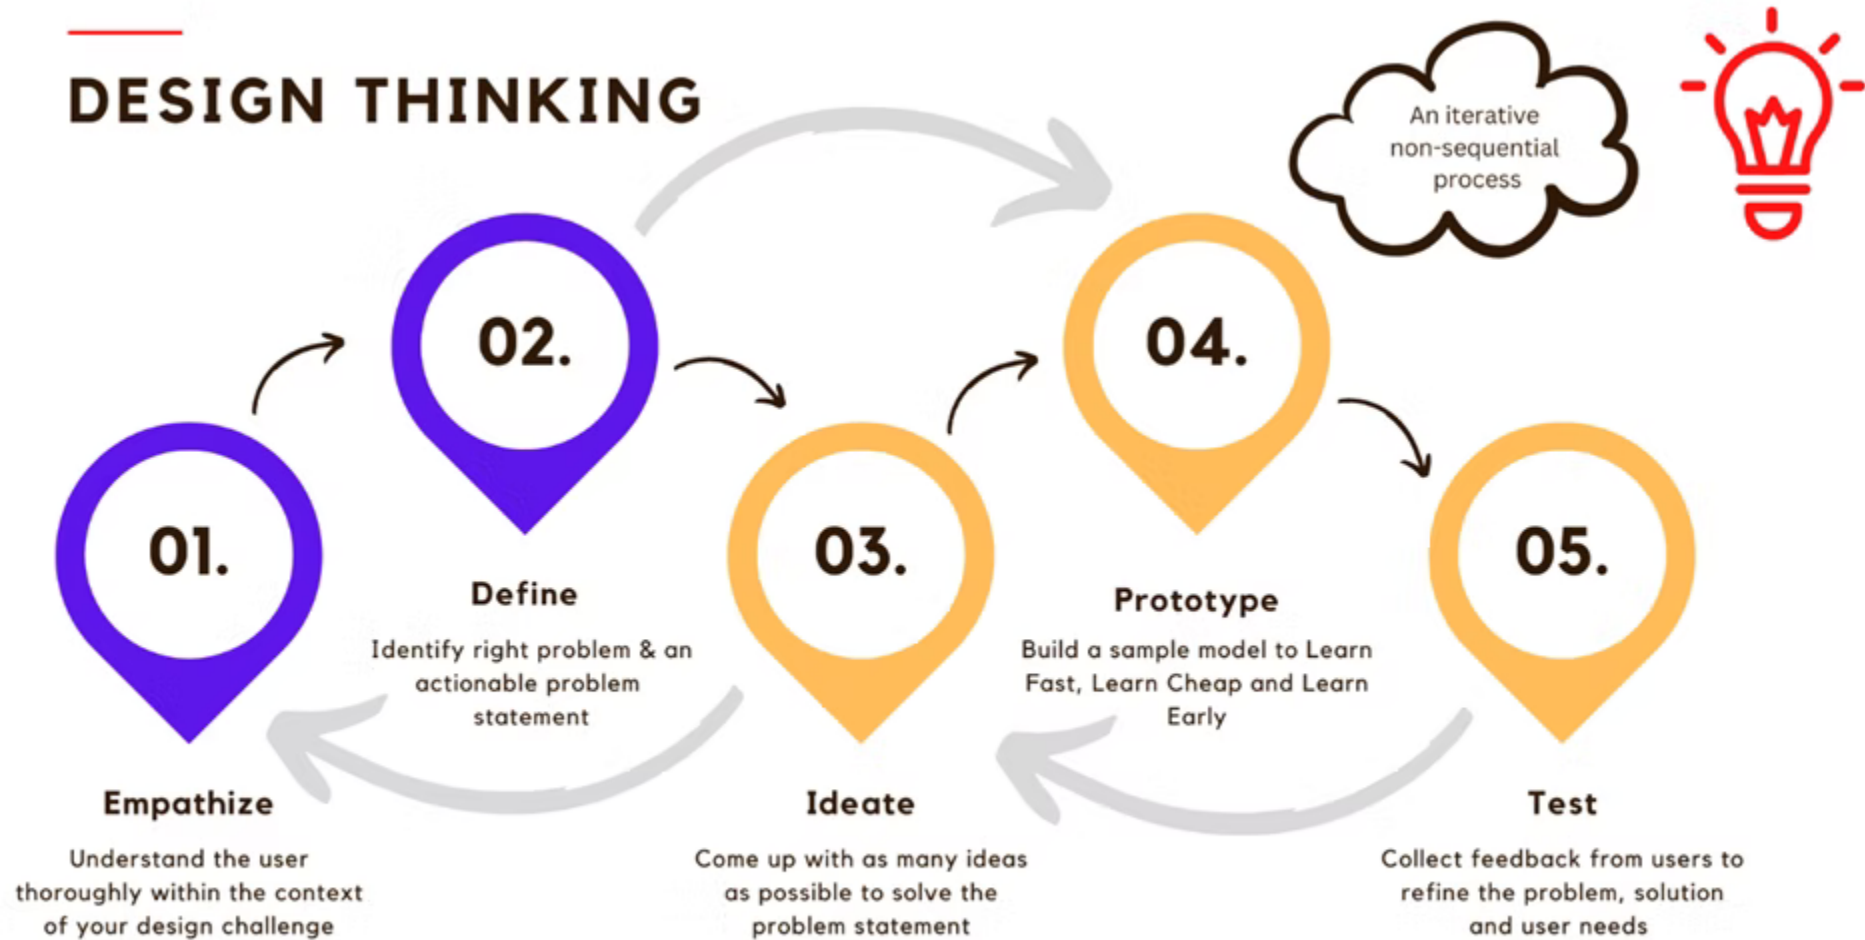 DESIGN THINKING
An iterative
non-sequential
process
01.
Empathize
Understand the user
thoroughly within the context
of your design challenge
02.
Define
Identify right problem & an
actionable problem
statement
03.
Ideate
Come up with as many ideas
as possible to solve the
problem statement
04.
Prototype
Build a sample model to Learn
Fast, Learn Cheap and Learn
Early
05.
Test
Collect feedback from users to
refine the problem, solution
and user needs